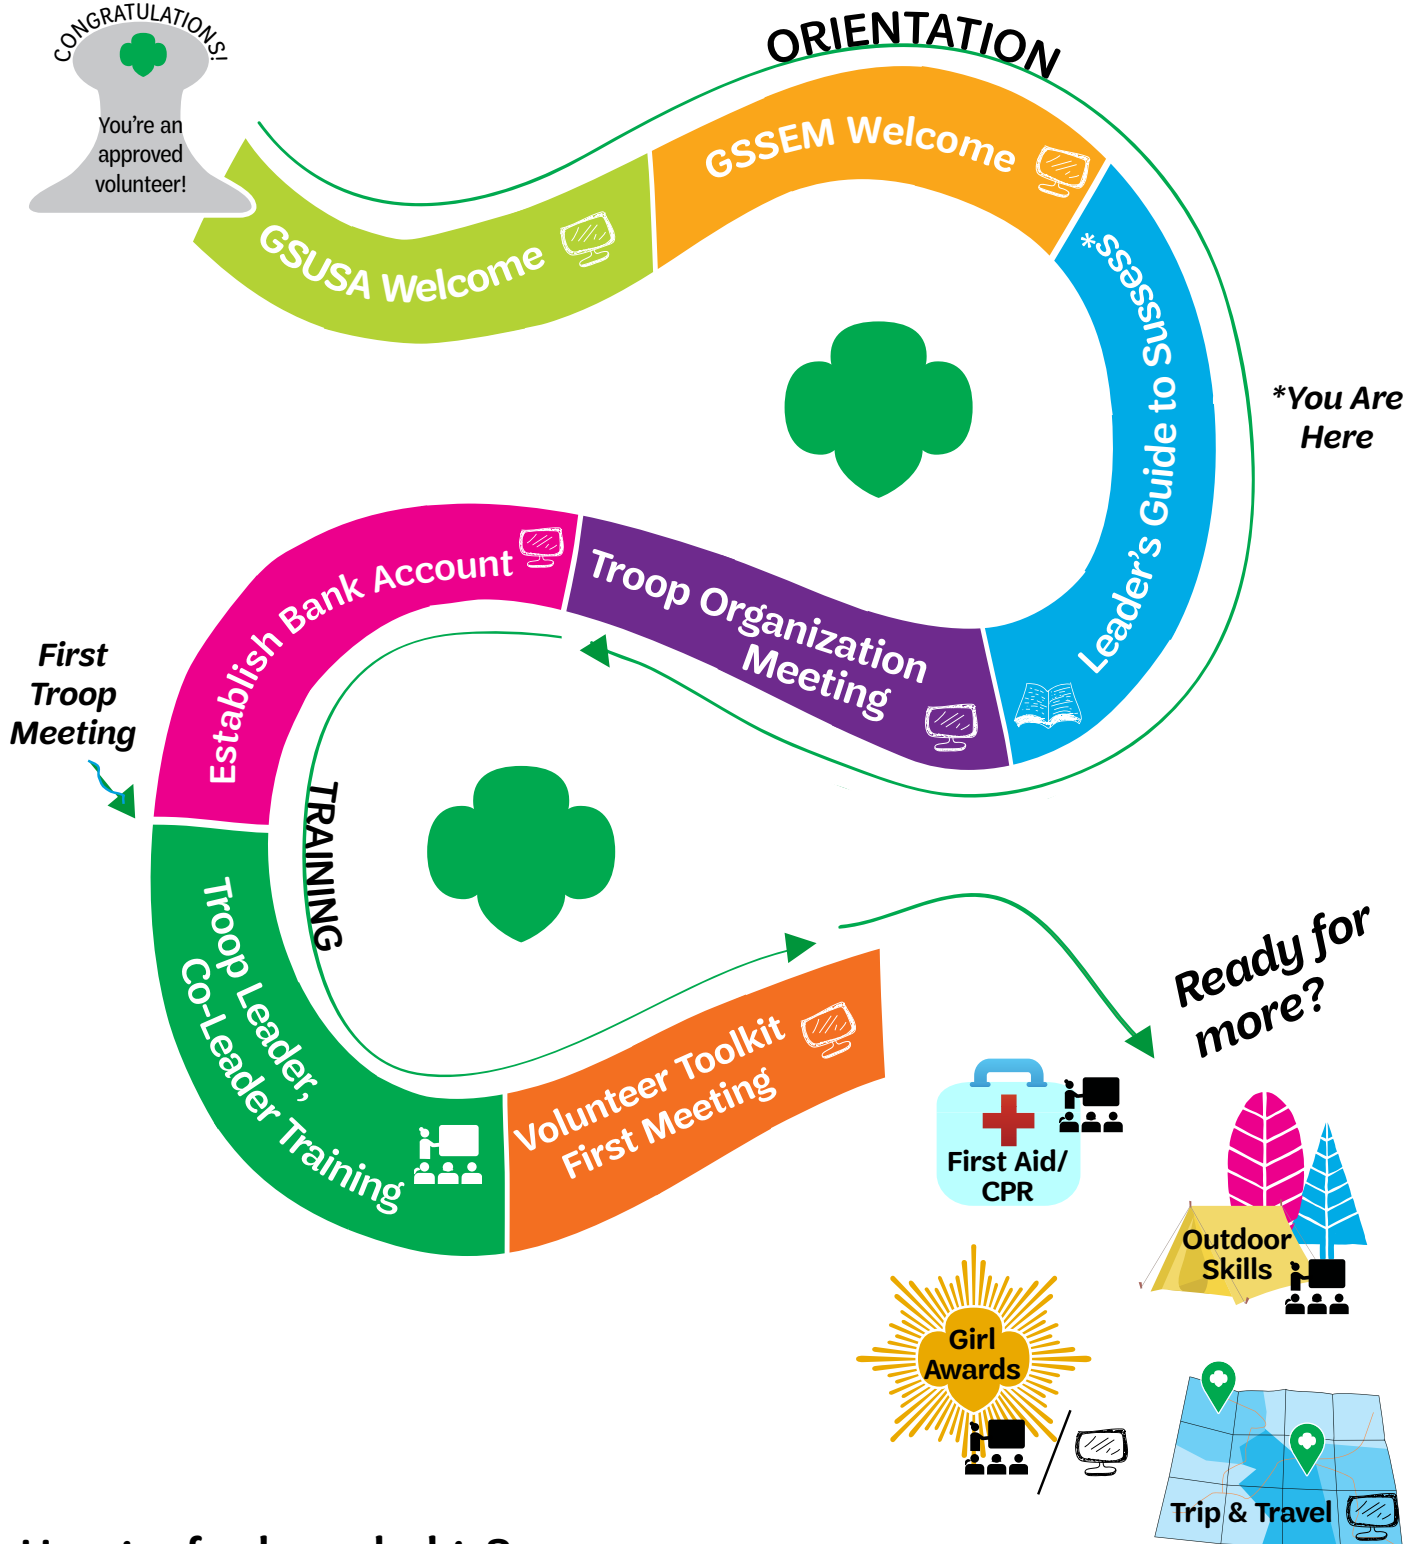 CONGRATULATIONS!
You're an
approved
volunteer!
ORIENTATION
GSUSA Welcome
GSSEM Welcome
Leader's Guide to Sussess*
*You Are
Here
Troop Organization
Meeting
Establish Bank Account
First
Troop
Meeting
TRAINING
Troop Leader,
Co-Leader Training
Volunteer Toolkit
First Meeting
Ready for
more?
First Aid/
CPR
Outdoor
Skills
Girl
Awards
Trip & Travel